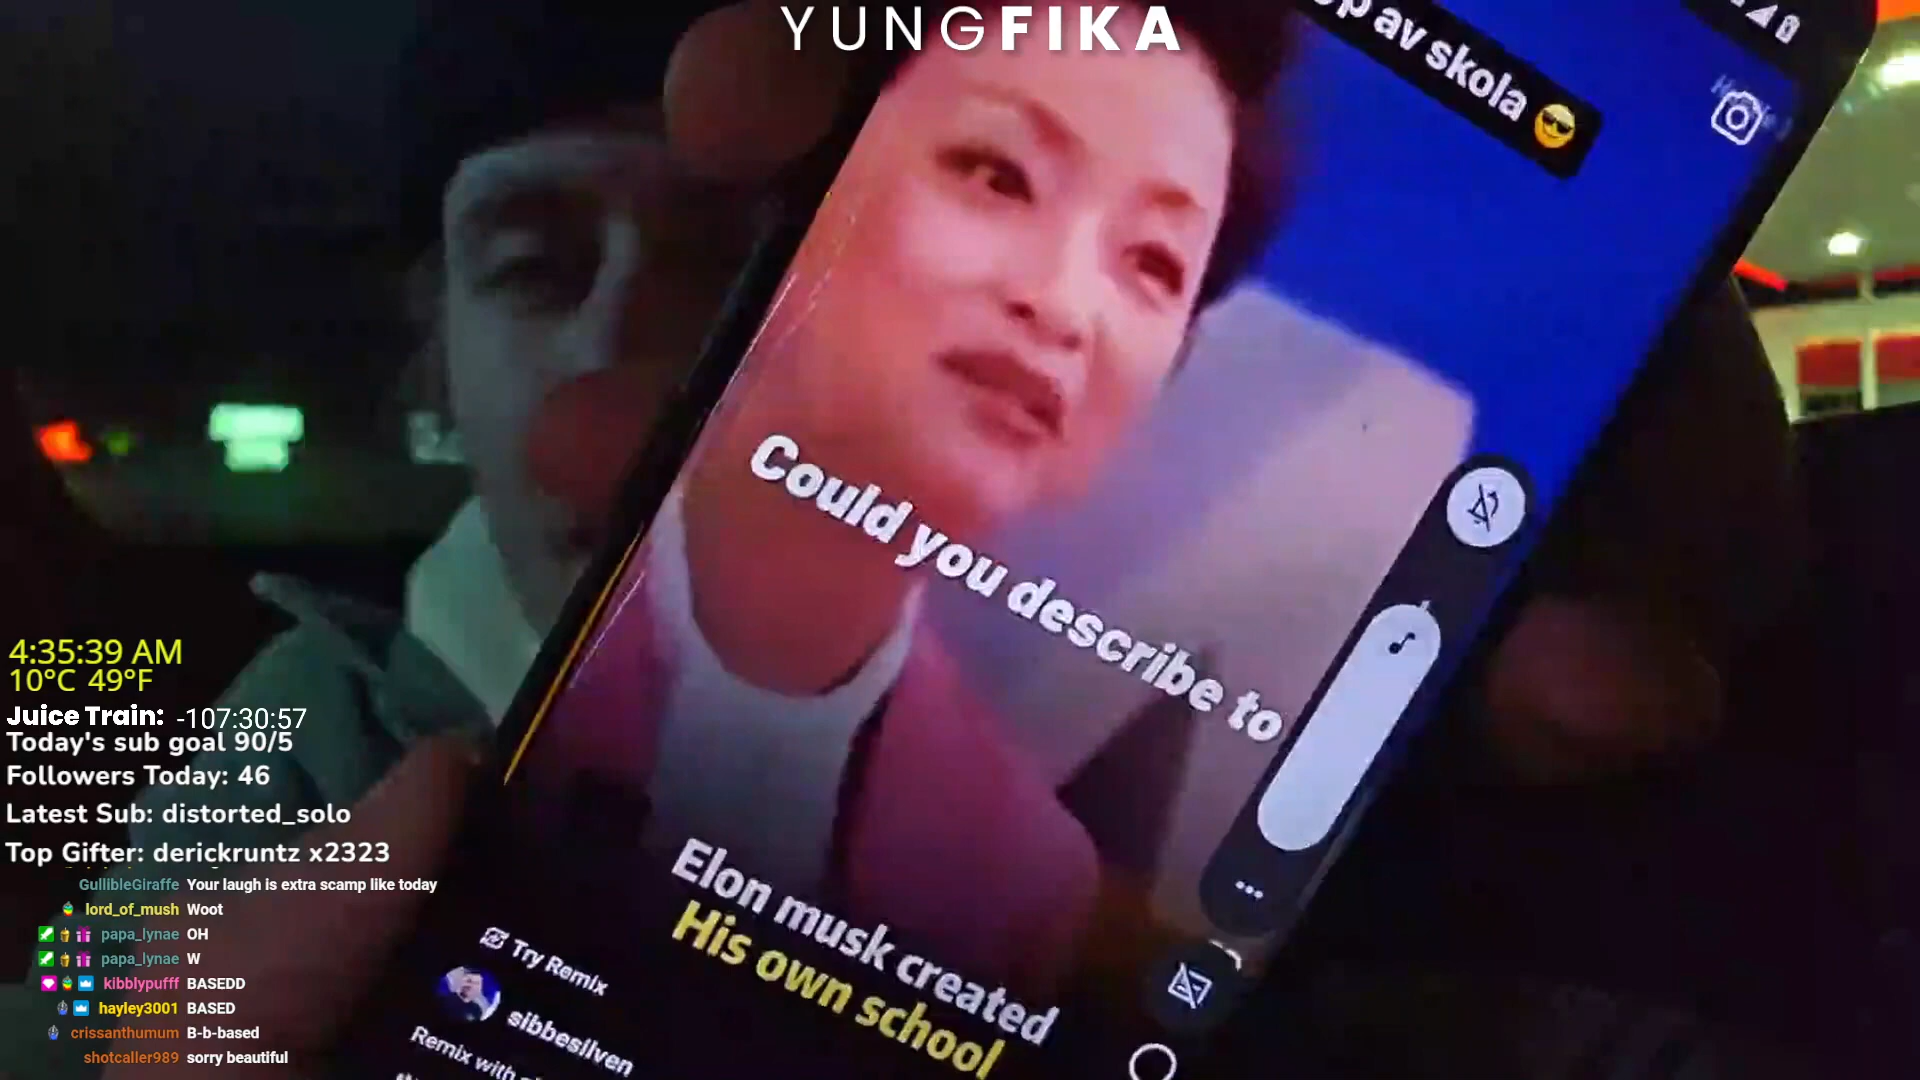 YUNGFIKA
av skola 😎
Could you describe to
Elon musk created
His own school
Try Remix
sibbesilven
Remix with
4:35:39 AM
10°C 49°F
Juice Train: -107:30:57
Today's sub goal 90/5
Followers Today: 46
Latest Sub: distorted_solo
Top Gifter: derickruntz x2323
GullibleGiraffe Your laugh is extra scamp like today
lord_of_mush Woot
papa_lynae OH
papa_lynae W
kibblypufff BASEDD
hayley3001 BASED
crissanthumum B-b-based
shotcaller989 sorry beautiful